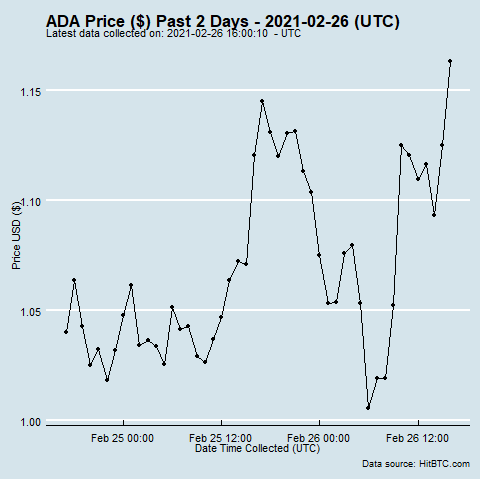 ADA Price ($) Past 2 Days - 2021-02-26 (UTC)
Latest data collected on: 2021-02-26 16:00:10 - UTC
Price USD ($)
1.15
1.10
1.05
1.00
Feb 25 00:00
Feb 25 12:00
Feb 26 00:00
Feb 26 12:00
Date Time Collected (UTC)
Data source: HitBTC.com